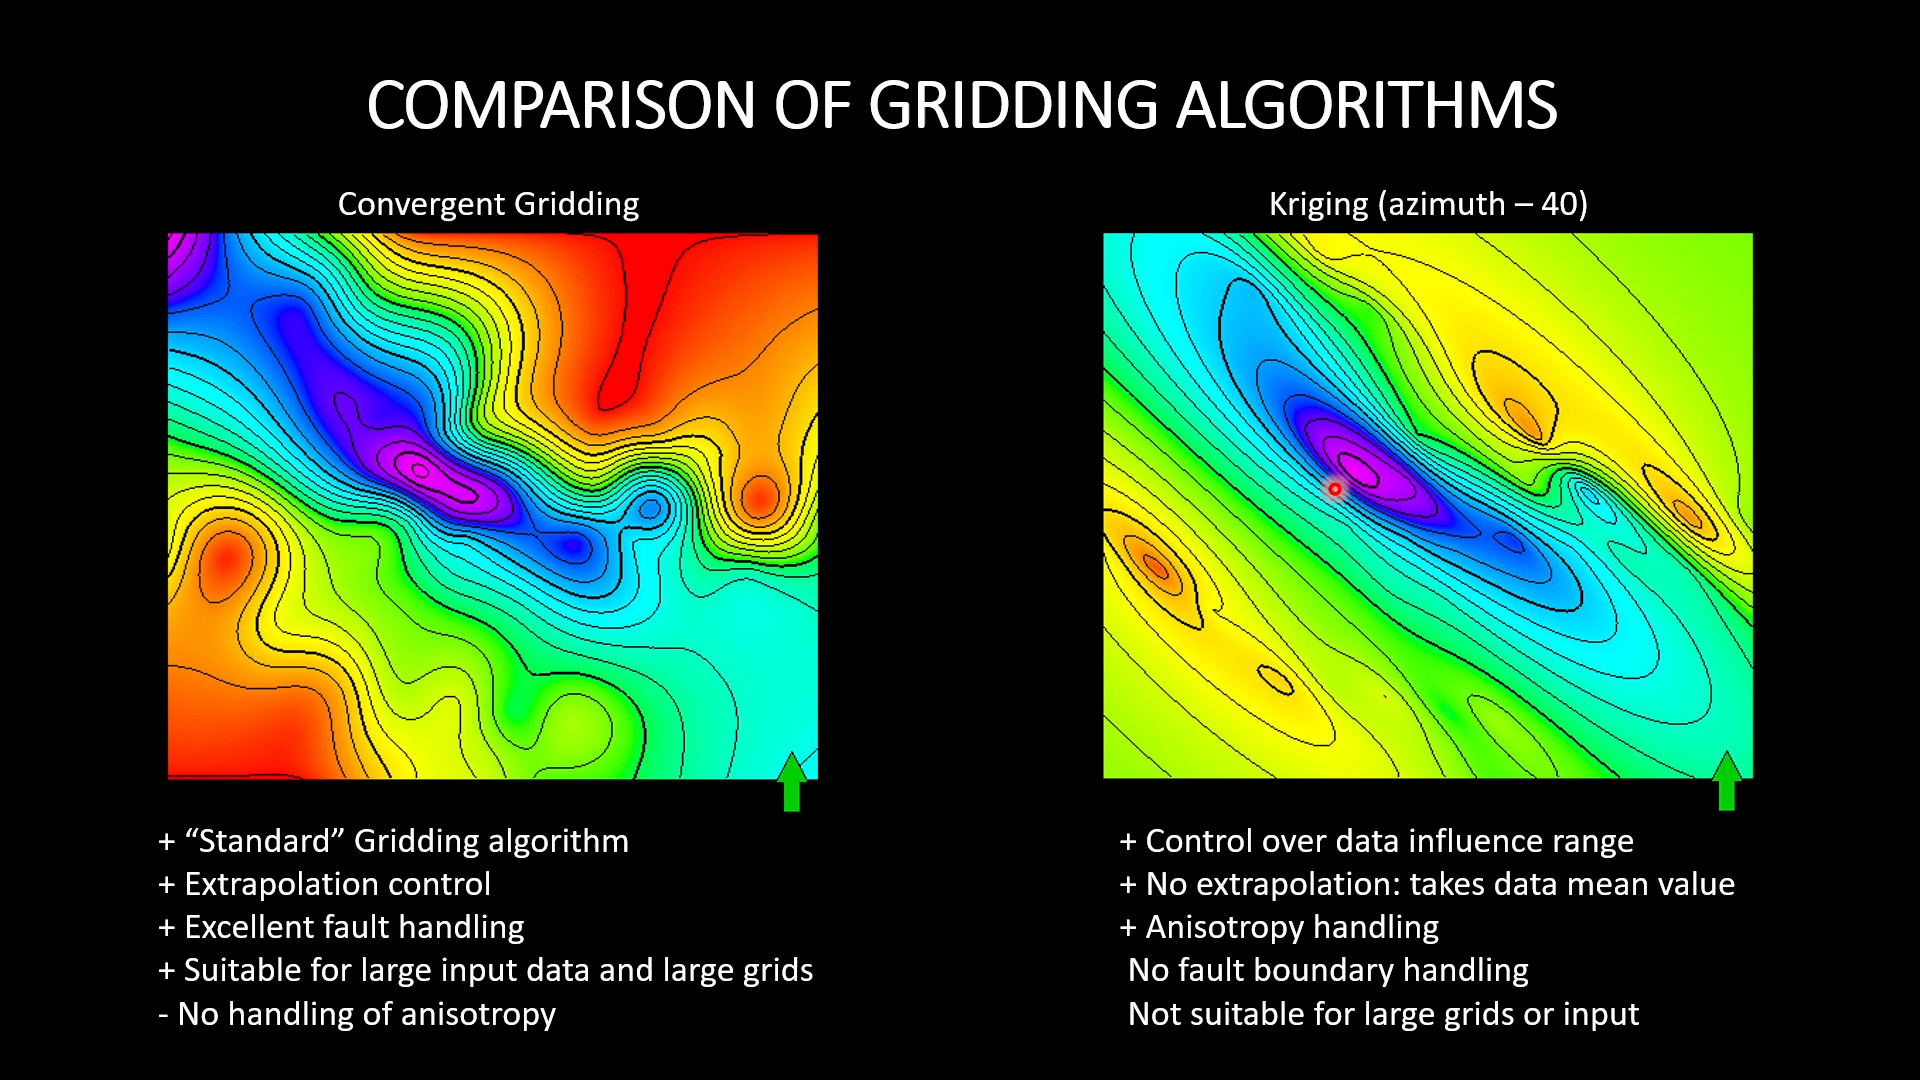 COMPARISON OF GRIDDING ALGORITHMS
Convergent Gridding
Kriging (azimuth – 40)
+ “Standard” Gridding algorithm
+ Extrapolation control
+ Excellent fault handling
+ Suitable for large input data and large grids
- No handling of anisotropy
+ Control over data influence range
+ No extrapolation: takes data mean value
+ Anisotropy handling
No fault boundary handling
Not suitable for large grids or input